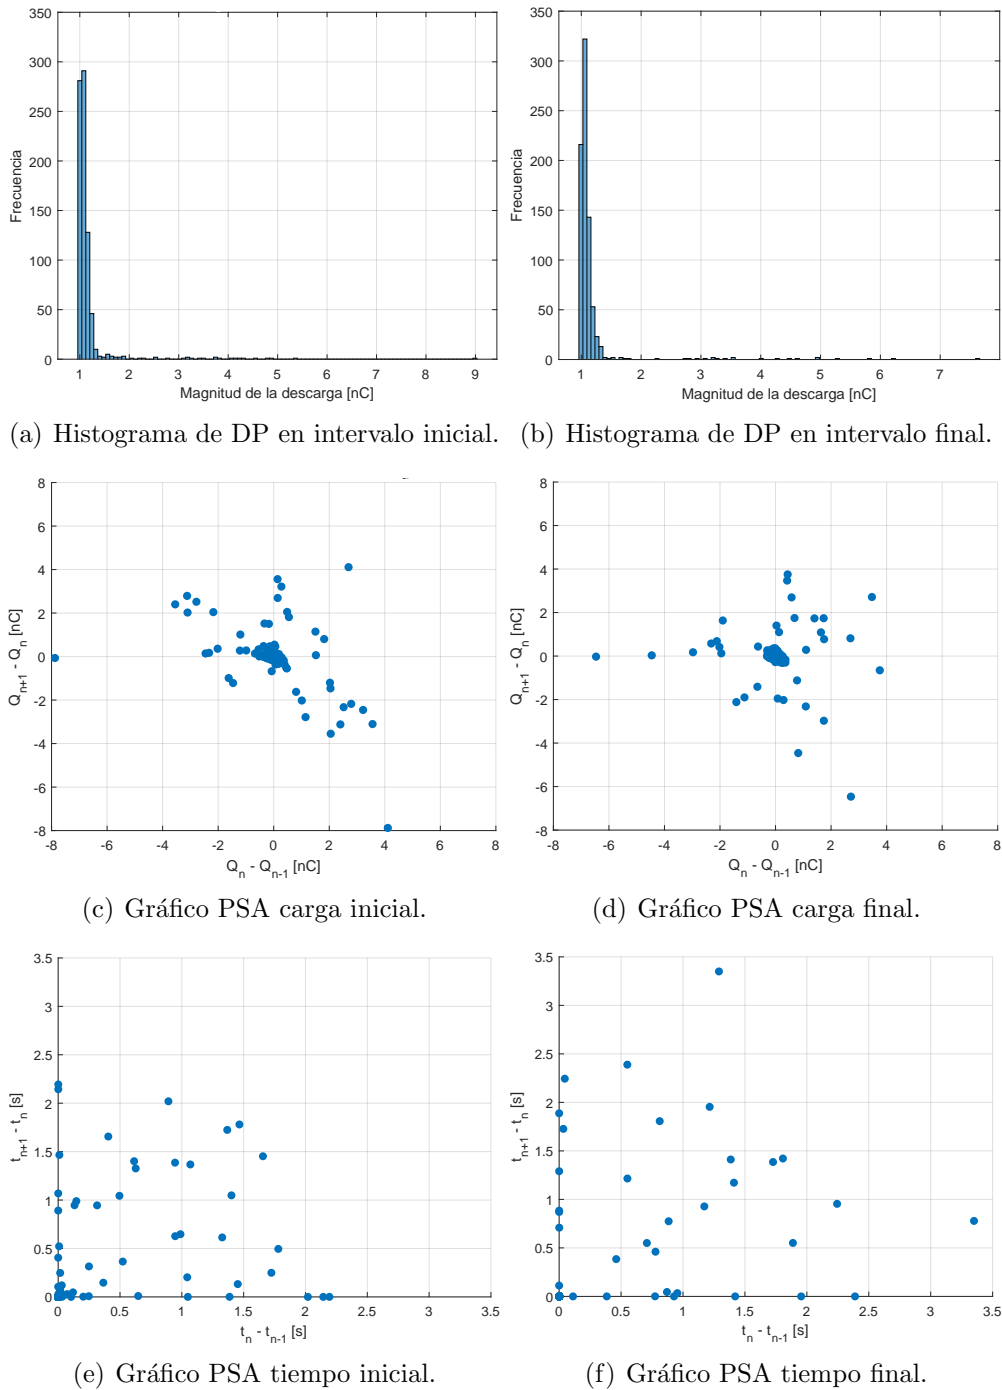 350
300
250
200
150
100
50
0
Frecuencia
1 2 3 4 5 6 7 8 9
Magnitud de la descarga [nC]
350
300
250
200
150
100
50
0
Frecuencia
1 2 3 4 5 6 7
Magnitud de la descarga [nC]
(a) Histograma de DP en intervalo inicial.
(b) Histograma de DP en intervalo final.
8
6
4
2
0
-2
-4
-6
-8
Qn+1 - Qn [nC]
-8 -6 -4 -2 0 2 4 6 8
Qn - Qn-1 [nC]
8
6
4
2
0
-2
-4
-6
-8
Qn+1 - Qn [nC]
-8 -6 -4 -2 0 2 4 6 8
Qn - Qn-1 [nC]
(c) Gráfico PSA carga inicial.
(d) Gráfico PSA carga final.
3.5
3
2.5
2
1.5
1
0.5
0
tn+1 - tn [s]
0 0.5 1 1.5 2 2.5 3 3.5
tn - tn-1 [s]
3.5
3
2.5
2
1.5
1
0.5
0
tn+1 - tn [s]
0 0.5 1 1.5 2 2.5 3 3.5
tn - tn-1 [s]
(e) Gráfico PSA tiempo inicial.
(f) Gráfico PSA tiempo final.